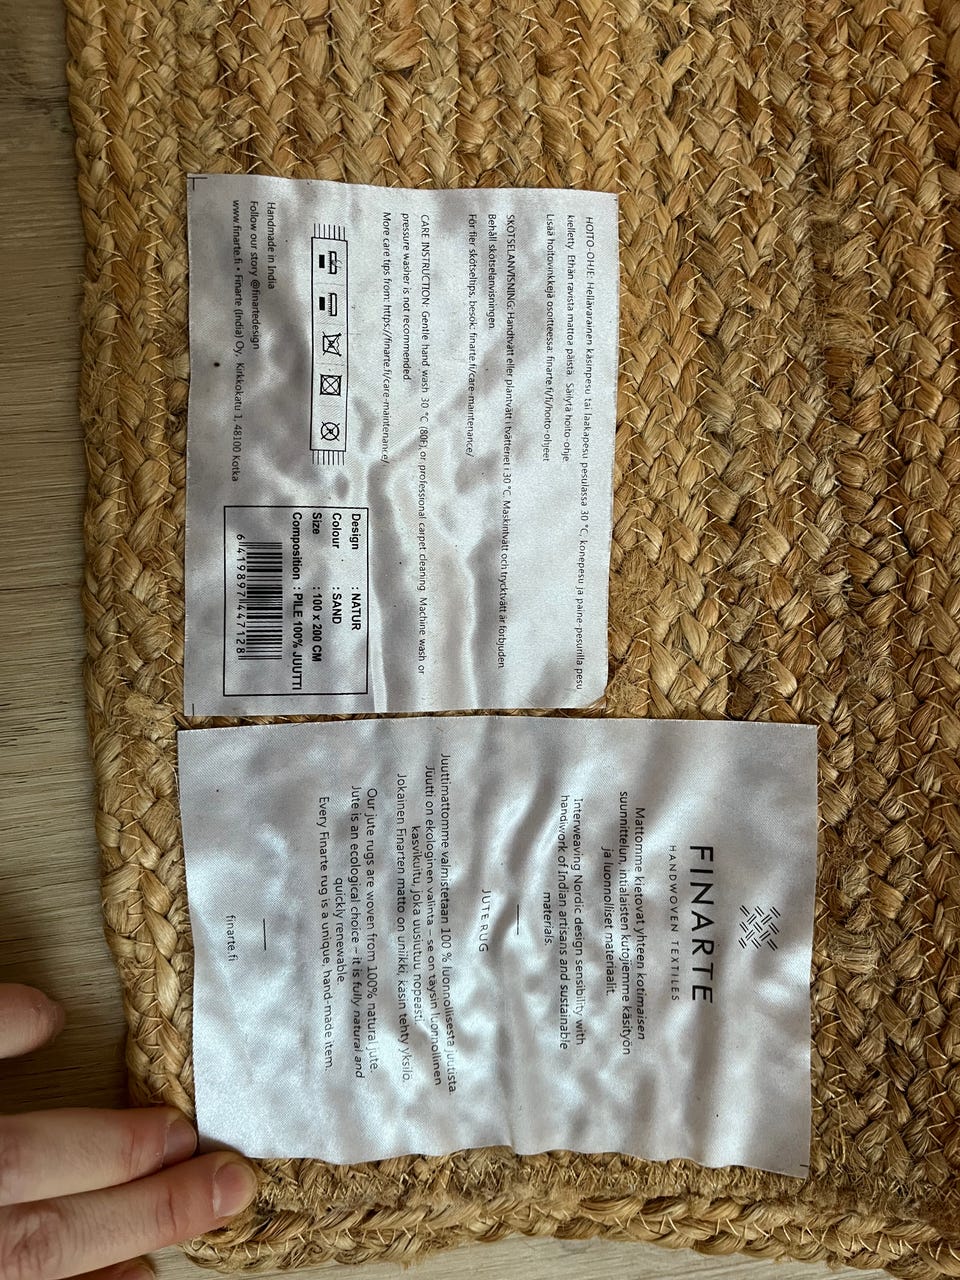 HOITO-OHJE: Hellävarainen käsinpesu tai laakapesu pesulassa 30 °C, konepesu ja paine-pesurilla pesu
kielletty. Ethän ravista mattoa päistä. Säilytä hoito-ohje
Lisää hoitovinkkejä osoitteessa: finarte.fi/fi/hoito-ohjeet
SKÖTSELANVISNING: Handtvätt eller plantvätt i tvätteriet i 30 °C. Maskintvätt och trycktvätt är förbjuden.
Behåll skötselanvisningen.
För fler skötseltips, besök: finarte.fi/care-maintenance/
CARE INSTRUCTION: Gentle hand wash 30 °C (80F) or professional carpet cleaning. Machine wash or
pressure washer is not recommended.
More care tips from: https://finarte.fi/care-maintenance/
Handmade in India
Follow our story @finartedesign
www.finarte.fi • Finarte (India) Oy, Kirkkokatu 1, 48100 Kotka
Design : NATUR
Colour : SAND
Size : 100 x 200 CM
Composition : PILE 100% JUUTTI
6 419897 447128
FINARTE
HANDWOVEN TEXTILES
Mattomme kietovat yhteen kotimaisen
suunnittelun, intialaisten kutojiemme käsityön
ja luonnolliset materiaalit.
Interweaving Nordic design sensibility with
handiwork of Indian artisans and sustainable
materials.
JUTE RUG
Juuttimattomme valmistetaan 100 % luonnollisesta juutista.
Juutti on ekologinen valinta – se on täysin luonnollinen
kasvikuitu, joka uusiutuu nopeasti.
Jokainen Finarten matto on uniikki, käsin tehty yksilö.
Our jute rugs are woven from 100% natural jute.
Jute is an ecological choice – it is fully natural and
quickly renewable.
Every Finarte rug is a unique, hand-made item.
finarte.fi